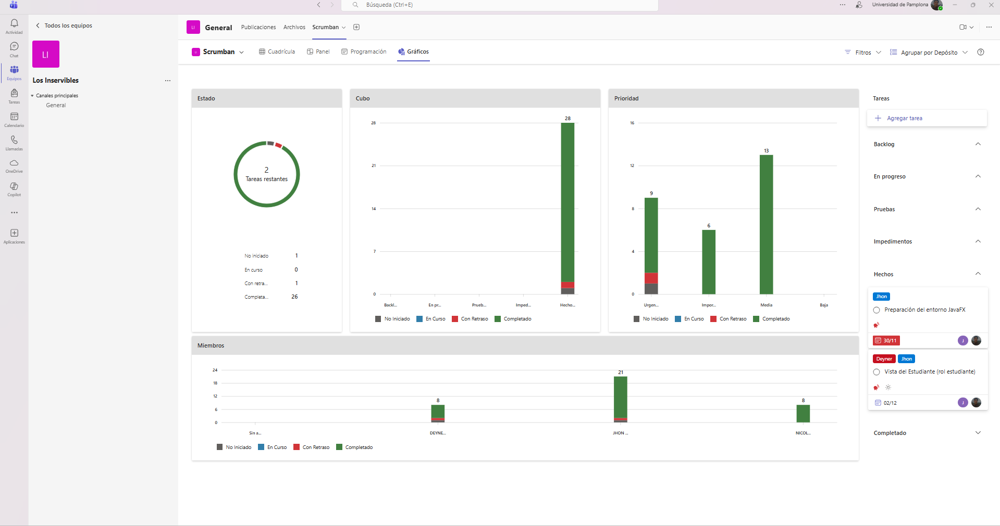 Búsqueda (Ctrl+E)
Universidad de Pamplona
Actividad
Chat
Equipos
Tareas
Calendario
Llamadas
OneDrive
Copilot
Aplicaciones
Todos los equipos
LI
Los Inservibles
Canales principales
General
LI General Publicaciones Archivos Scrumban
Scrumban Cuadrícula Panel Programación Gráficos
Filtros Agrupar por Depósito
Estado
2
Tareas restantes
No iniciado 1
En curso 0
Con retra... 1
Completa... 26
Cubo
28
28
21
14
7
0
Backl... En pr... Prueb... Imped... Hecho...
No Iniciado En Curso Con Retraso Completado
Prioridad
16
13
12
9
8
6
4
0
Urgen... Impor... Media Baja
No Iniciado En Curso Con Retraso Completado
Miembros
24
21
18
12
8 8
6
0
Sin a... DEYNE... JHON ... NICOL...
No Iniciado En Curso Con Retraso Completado
Tareas
Agregar tarea
Backlog
En progreso
Pruebas
Impedimentos
Hechos
Jhon
Preparación del entorno JavaFX
30/11 J
Deyner Jhon
Vista del Estudiante (rol estudiante)
02/12 J
Completado